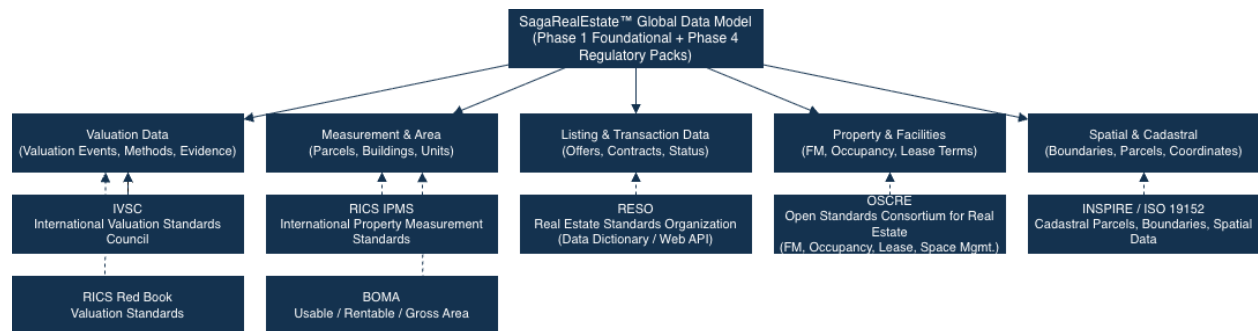 SagaRealEstate™ Global Data Model
(Phase 1 Foundational + Phase 4
Regulatory Packs)
Valuation Data
(Valuation Events, Methods, Evidence)
Measurement & Area
(Parcels, Buildings, Units)
Listing & Transaction Data
(Offers, Contracts, Status)
Property & Facilities
(FM, Occupancy, Lease Terms)
Spatial & Cadastral
(Boundaries, Parcels, Coordinates)
IVSC
International Valuation Standards
Council
RICS IPMS
International Property Measurement
Standards
RESO
Real Estate Standards Organization
(Data Dictionary / Web API)
OSCRE
Open Standards Consortium for Real
Estate
(FM, Occupancy, Lease, Space Mgmt.)
INSPIRE / ISO 19152
Cadastral Parcels, Boundaries, Spatial
Data
RICS Red Book
Valuation Standards
BOMA
Usable / Rentable / Gross Area